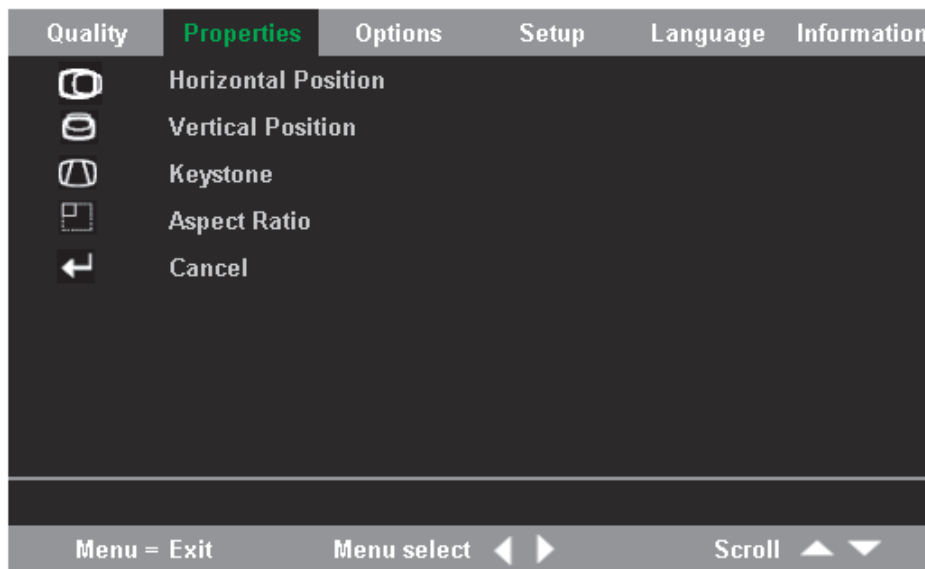 Quality Properties Options Setup Language Information
Horizontal Position
Vertical Position
Keystone
Aspect Ratio
Cancel
Menu = Exit Menu select Scroll